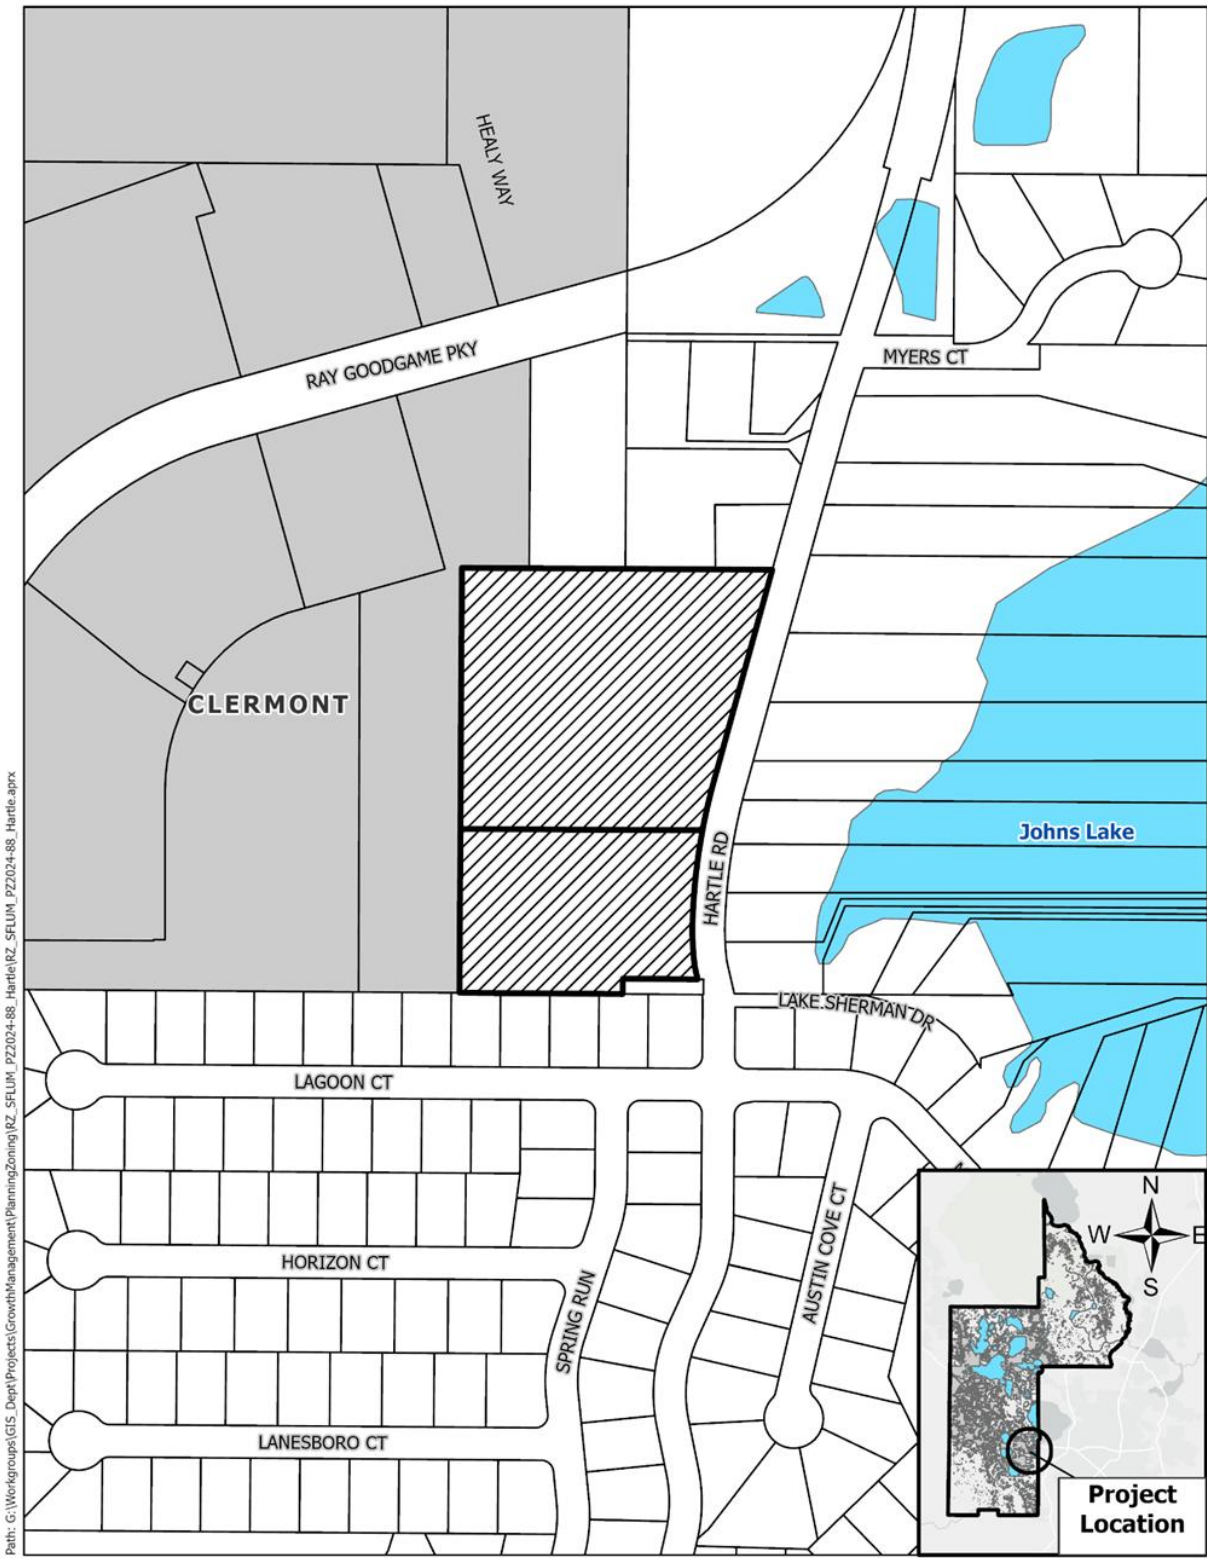 HEALY WAY
RAY GOODGAME PKY
MYERS CT
CLERMONT
Johns Lake
HARTLE RD
LAKE SHERMAN DR
LAGOON CT
HORIZON CT
SPRING RUN
AUSTIN COVE CT
LANESBORO CT
N
W
E
S
Project
Location
Path: G:\Workgroups\GIS_Dept\Projects\GrowthManagement\PlanningZoning\RZ_SFLUM_PZ2024-88_Hartle\RZ_SFLUM_PZ2024-88_Hartle.aprx